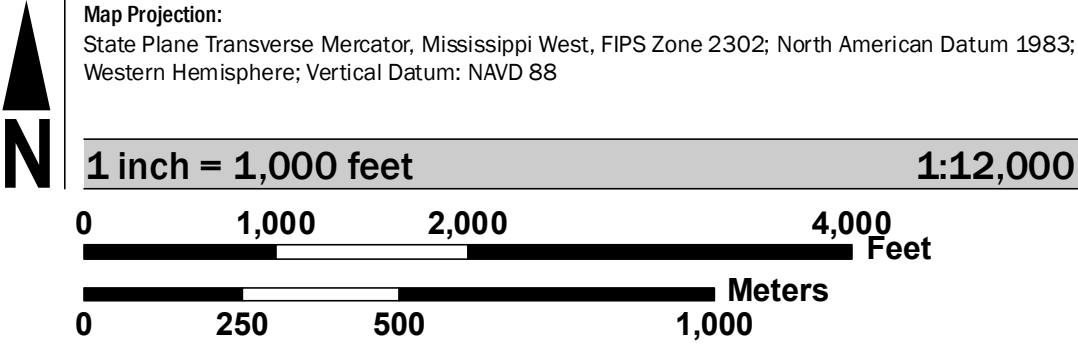 Map Projection:
State Plane Transverse Mercator, Mississippi West, FIPS Zone 2302; North American Datum 1983;
Western Hemisphere; Vertical Datum: NAVD 88
N
1 inch = 1,000 feet 1:12,000
0 1,000 2,000 4,000
Feet
Meters
0 250 500 1,000